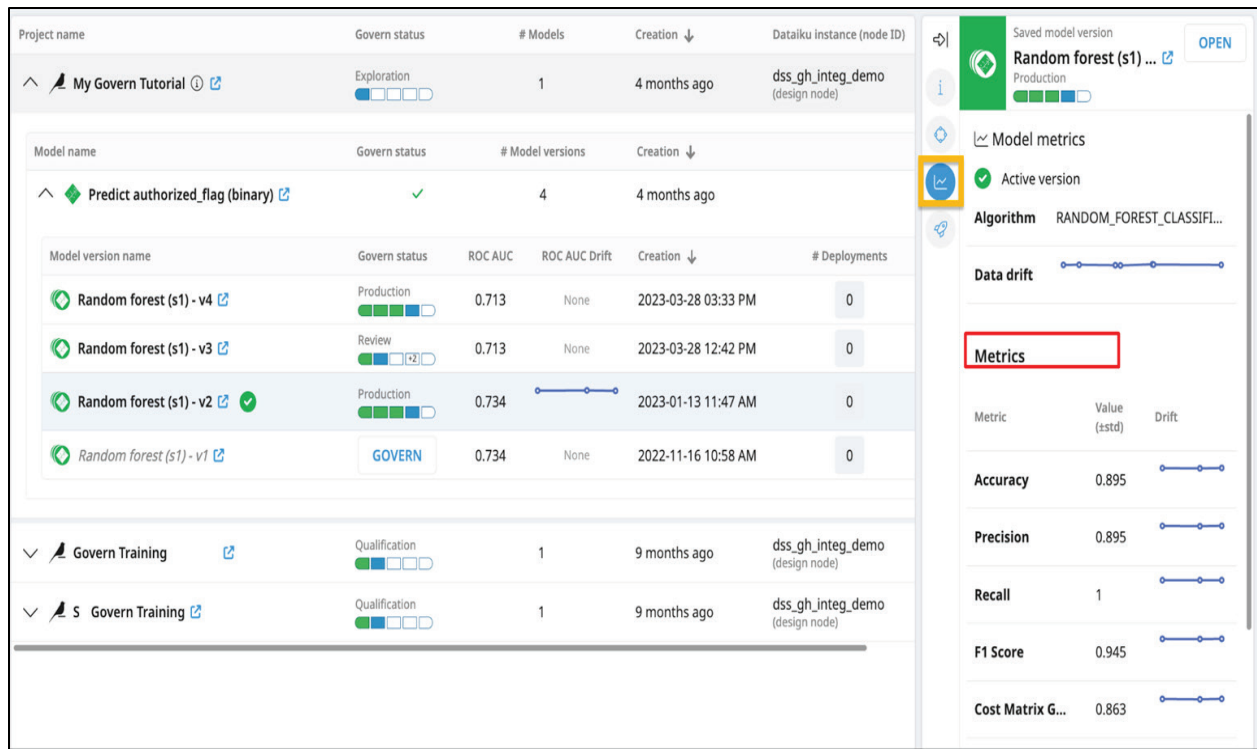 Project name Govern status # Models Creation Dataiku instance (node ID)
My Govern Tutorial Exploration 1 4 months ago dss_gh_integ_demo
(design node)
Model name Govern status # Model versions Creation
Predict authorized_flag (binary) 4 4 months ago
Model version name Govern status ROC AUC ROC AUC Drift Creation # Deployments
Random forest (s1) - v4 Production 0.713 None 2023-03-28 03:33 PM 0
Random forest (s1) - v3 Review +2 0.713 None 2023-03-28 12:42 PM 0
Random forest (s1) - v2 Production 0.734 2023-01-13 11:47 AM 0
Random forest (s1) - v1 GOVERN 0.734 None 2022-11-16 10:58 AM 0
Govern Training Qualification 1 9 months ago dss_gh_integ_demo
(design node)
S Govern Training Qualification 1 9 months ago dss_gh_integ_demo
(design node)
Saved model version
Random forest (s1) ... OPEN
Production
Model metrics
Active version
Algorithm RANDOM_FOREST_CLASSIFI...
Data drift
Metrics
Metric Value (±std) Drift
Accuracy 0.895
Precision 0.895
Recall 1
F1 Score 0.945
Cost Matrix G... 0.863